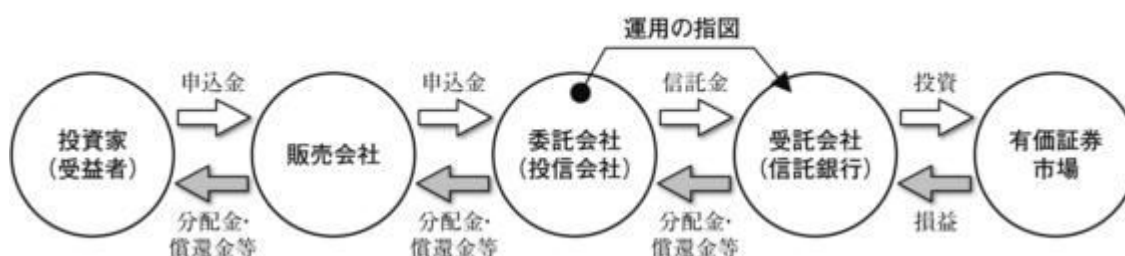 運用の指図
申込金
申込金
信託金
投資
投資家
(受益者)
販売会社
委託会社
(投信会社)
受託会社
(信託銀行)
有価証券
市場
分配金・
償還金等
分配金・
償還金等
分配金・
償還金等
損益